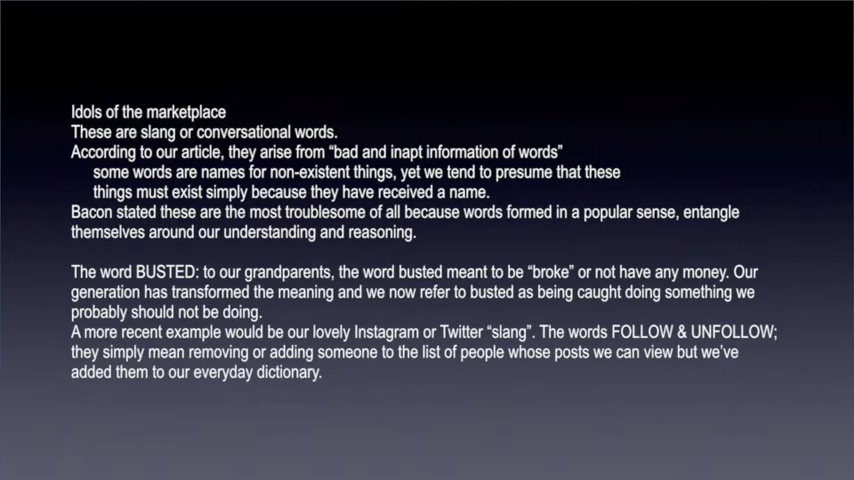 Idols of the marketplace
These are slang or conversational words.
According to our article, they arise from “bad and inapt information of words”
some words are names for non-existent things, yet we tend to presume that these
things must exist simply because they have received a name.
Bacon stated these are the most troublesome of all because words formed in a popular sense, entangle
themselves around our understanding and reasoning.
The word BUSTED: to our grandparents, the word busted meant to be “broke” or not have any money. Our
generation has transformed the meaning and we now refer to busted as being caught doing something we
probably should not be doing.
A more recent example would be our lovely Instagram or Twitter “slang”. The words FOLLOW & UNFOLLOW;
they simply mean removing or adding someone to the list of people whose posts we can view but we’ve
added them to our everyday dictionary.